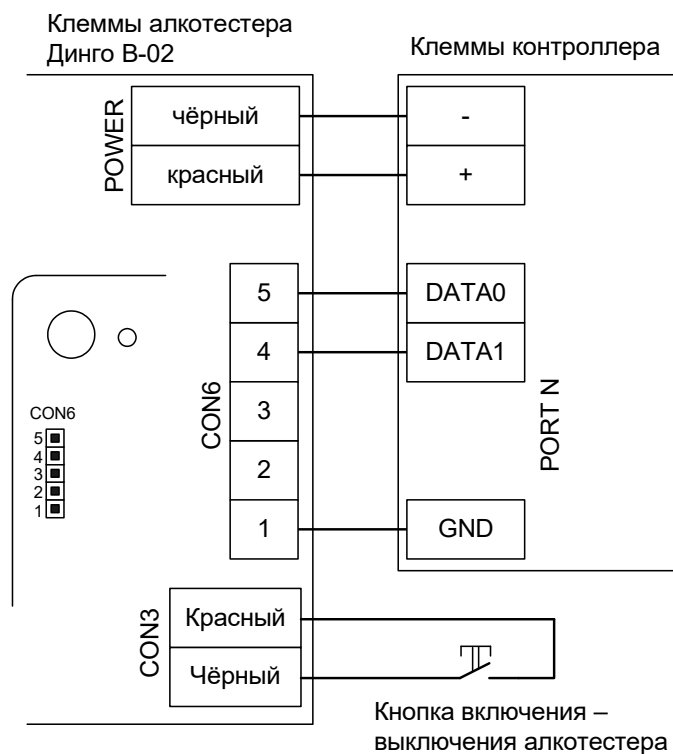 Клеммы алкотестера
Динго В-02
Клеммы контроллера
POWER
чёрный
красный
-
+
CON6
5
4
3
2
1
CON6
5
4
3
2
1
DATA0
DATA1
GND
PORT N
CON3
Красный
Чёрный
Кнопка включения –
выключения алкотестера